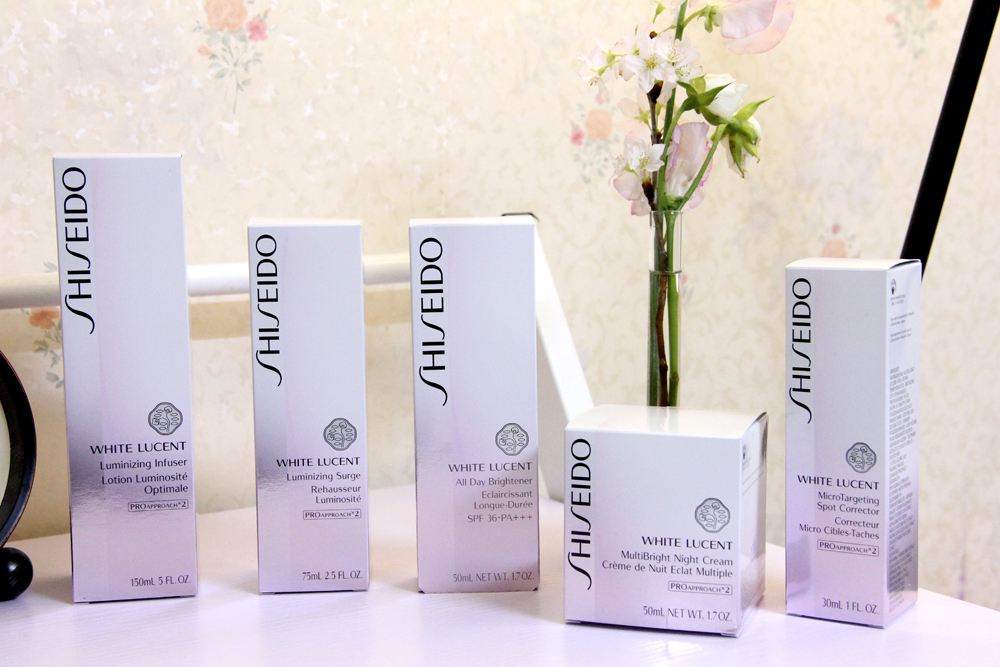 SHISEIDO
WHITE LUCENT
Luminizing Infuser
Lotion Luminosité
Optimale
PROAPPROACH*2
150mL 5 FL.OZ.
SHISEIDO
WHITE LUCENT
Luminizing Surge
Rehausseur
Luminosité
PROAPPROACH*2
75mL 2.5 FL.OZ.
SHISEIDO
WHITE LUCENT
All Day Brightener
Eclaircissant
Longue-Durée
SPF 36·PA+++
50mL NET WT. 1.7OZ.
SHISEIDO
WHITE LUCENT
MultiBright Night Cream
Crème de Nuit Eclat Multiple
PROAPPROACH*2
50mL NET WT. 1.7OZ.
SHISEIDO
WHITE LUCENT
MicroTargeting
Spot Corrector
Correcteur
Micro Cibles-Taches
PROAPPROACH*2
30mL 1 FL.OZ.